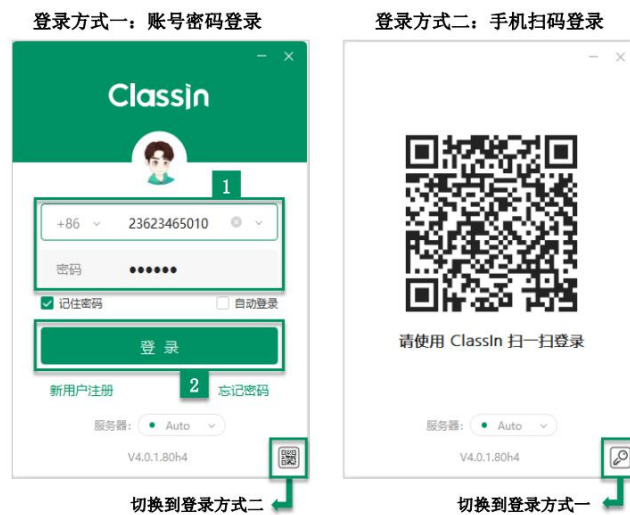 登录方式一：账号密码登录
登录方式二：手机扫码登录
ClassIn
1
+86 23623465010
密码 ●●●●●●
记住密码 自动登录
登 录
2
新用户注册 忘记密码
服务器： Auto
V4.0.1.80h4
切换到登录方式二
请使用 ClassIn 扫一扫登录
服务器： Auto
V4.0.1.80h4
切换到登录方式一